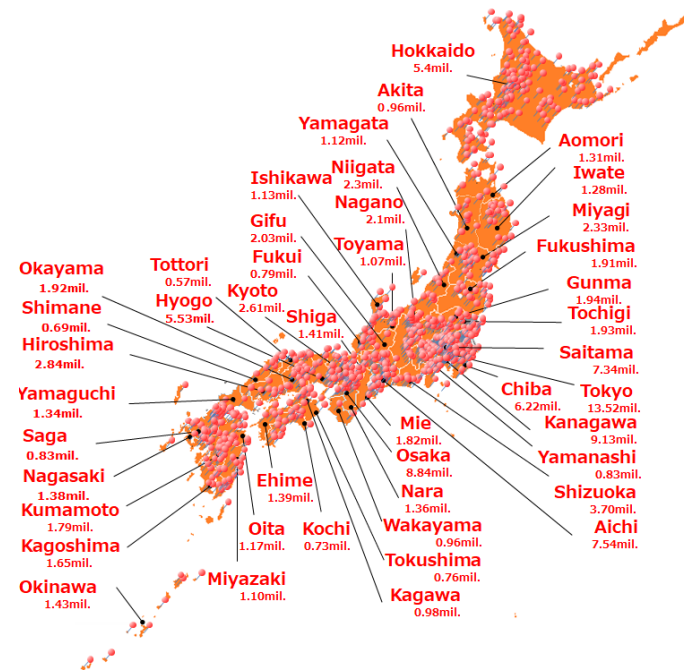 Hokkaido
5.4mil.
Akita
0.96mil.
Yamagata
1.12mil.
Aomori
1.31mil.
Niigata
2.3mil.
Iwate
1.28mil.
Ishikawa
1.13mil.
Nagano
2.1mil.
Miyagi
2.33mil.
Gifu
2.03mil.
Toyama
1.07mil.
Fukushima
1.91mil.
Okayama
1.92mil.
Tottori
0.57mil.
Fukui
0.79mil.
Gunma
1.94mil.
Shimane
0.69mil.
Hyogo
5.53mil.
Kyoto
2.61mil.
Shiga
1.41mil.
Tochigi
1.93mil.
Hiroshima
2.84mil.
Saitama
7.34mil.
Yamaguchi
1.34mil.
Chiba
6.22mil.
Tokyo
13.52mil.
Saga
0.83mil.
Mie
1.82mil.
Kanagawa
9.13mil.
Nagasaki
1.38mil.
Ehime
1.39mil.
Osaka
8.84mil.
Yamanashi
0.83mil.
Kumamoto
1.79mil.
Nara
1.36mil.
Shizuoka
3.70mil.
Kagoshima
1.65mil.
Oita
1.17mil.
Kochi
0.73mil.
Wakayama
0.96mil.
Aichi
7.54mil.
Okinawa
1.43mil.
Miyazaki
1.10mil.
Tokushima
0.76mil.
Kagawa
0.98mil.